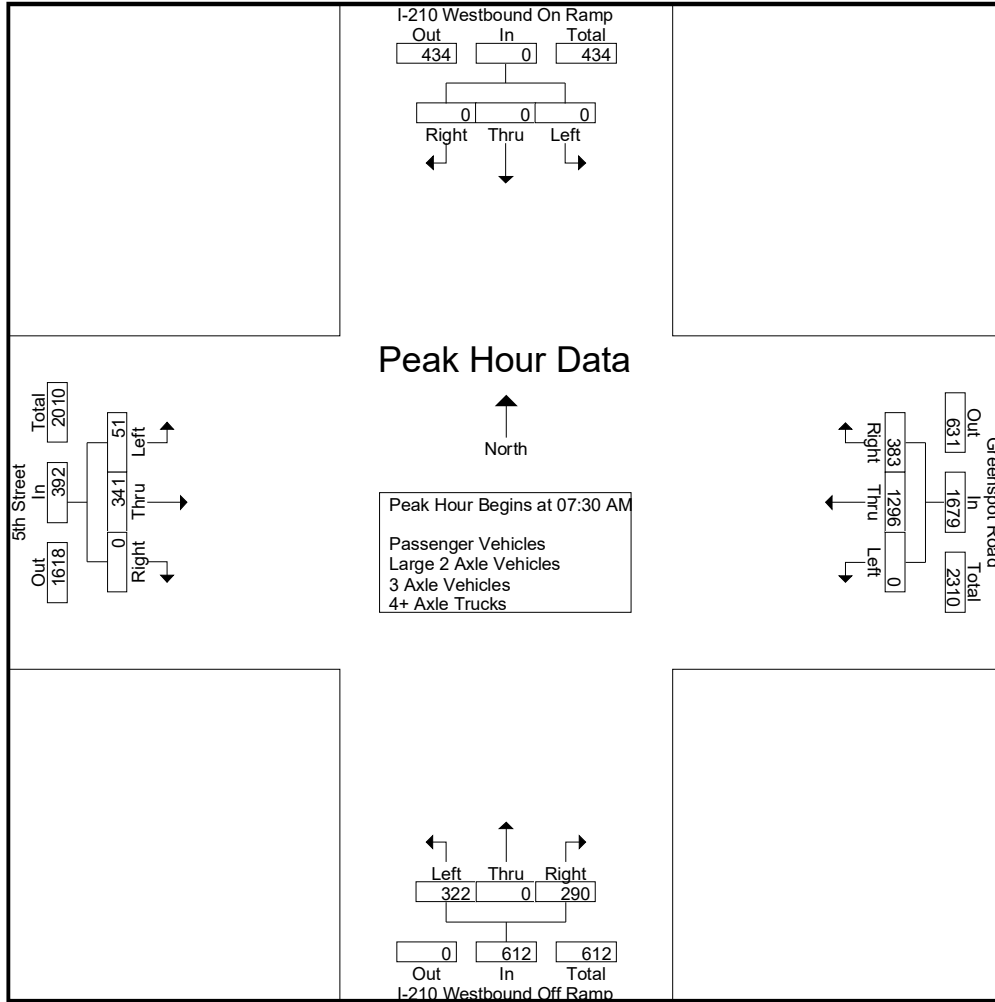 I-210 Westbound On Ramp
Out In Total
434 0 434
0 0 0
Right Thru Left
Peak Hour Data
North
Peak Hour Begins at 07:30 AM
Passenger Vehicles
Large 2 Axle Vehicles
3 Axle Vehicles
4+ Axle Trucks
5th Street
Out In Total
1618 392 2010
51 341 0
Left Thru Right
Greenspot Road
Out In Total
631 1679 2310
383 1296 0
Right Thru Left
Left Thru Right
322 0 290
0 612 612
Out In Total
I-210 Westbound Off Ramp